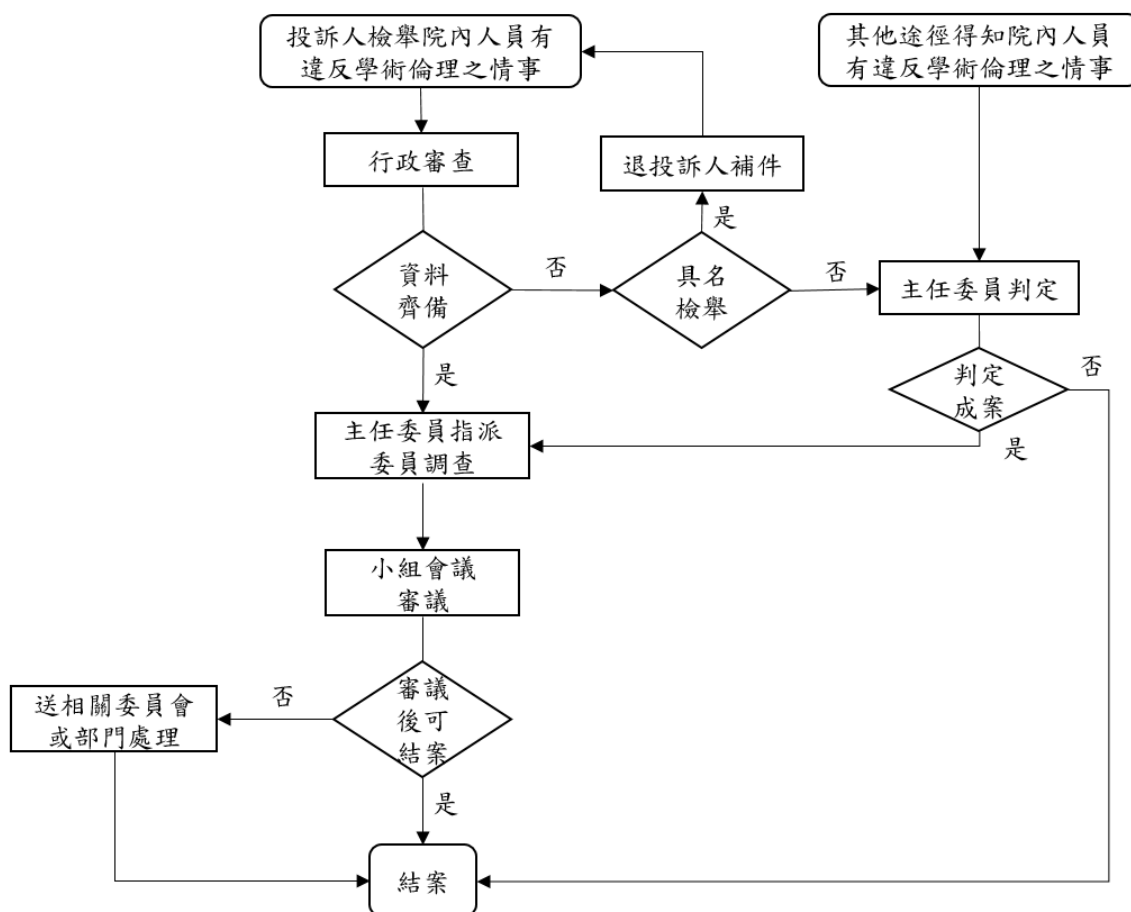 投訴人檢舉院內人員有
違反學術倫理之情事
其他途徑得知院內人員
有違反學術倫理之情事
行政審查
退投訴人補件
是
資料
齊備
否
具名
檢舉
否
主任委員判定
是
判定
成案
否
主任委員指派
委員調查
是
小組會議
審議
送相關委員會
或部門處理
否
審議
後可
結案
是
結案